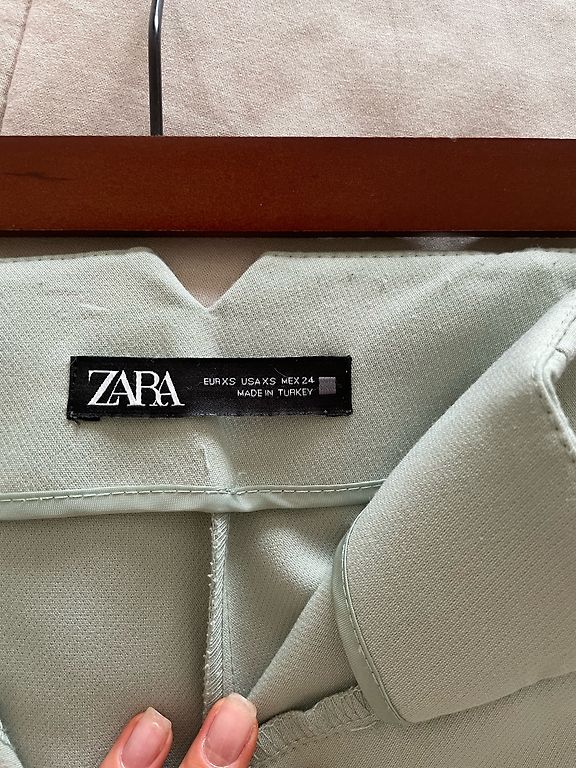 ZARA
EUR XS USA XS MEX 24
MADE IN TURKEY